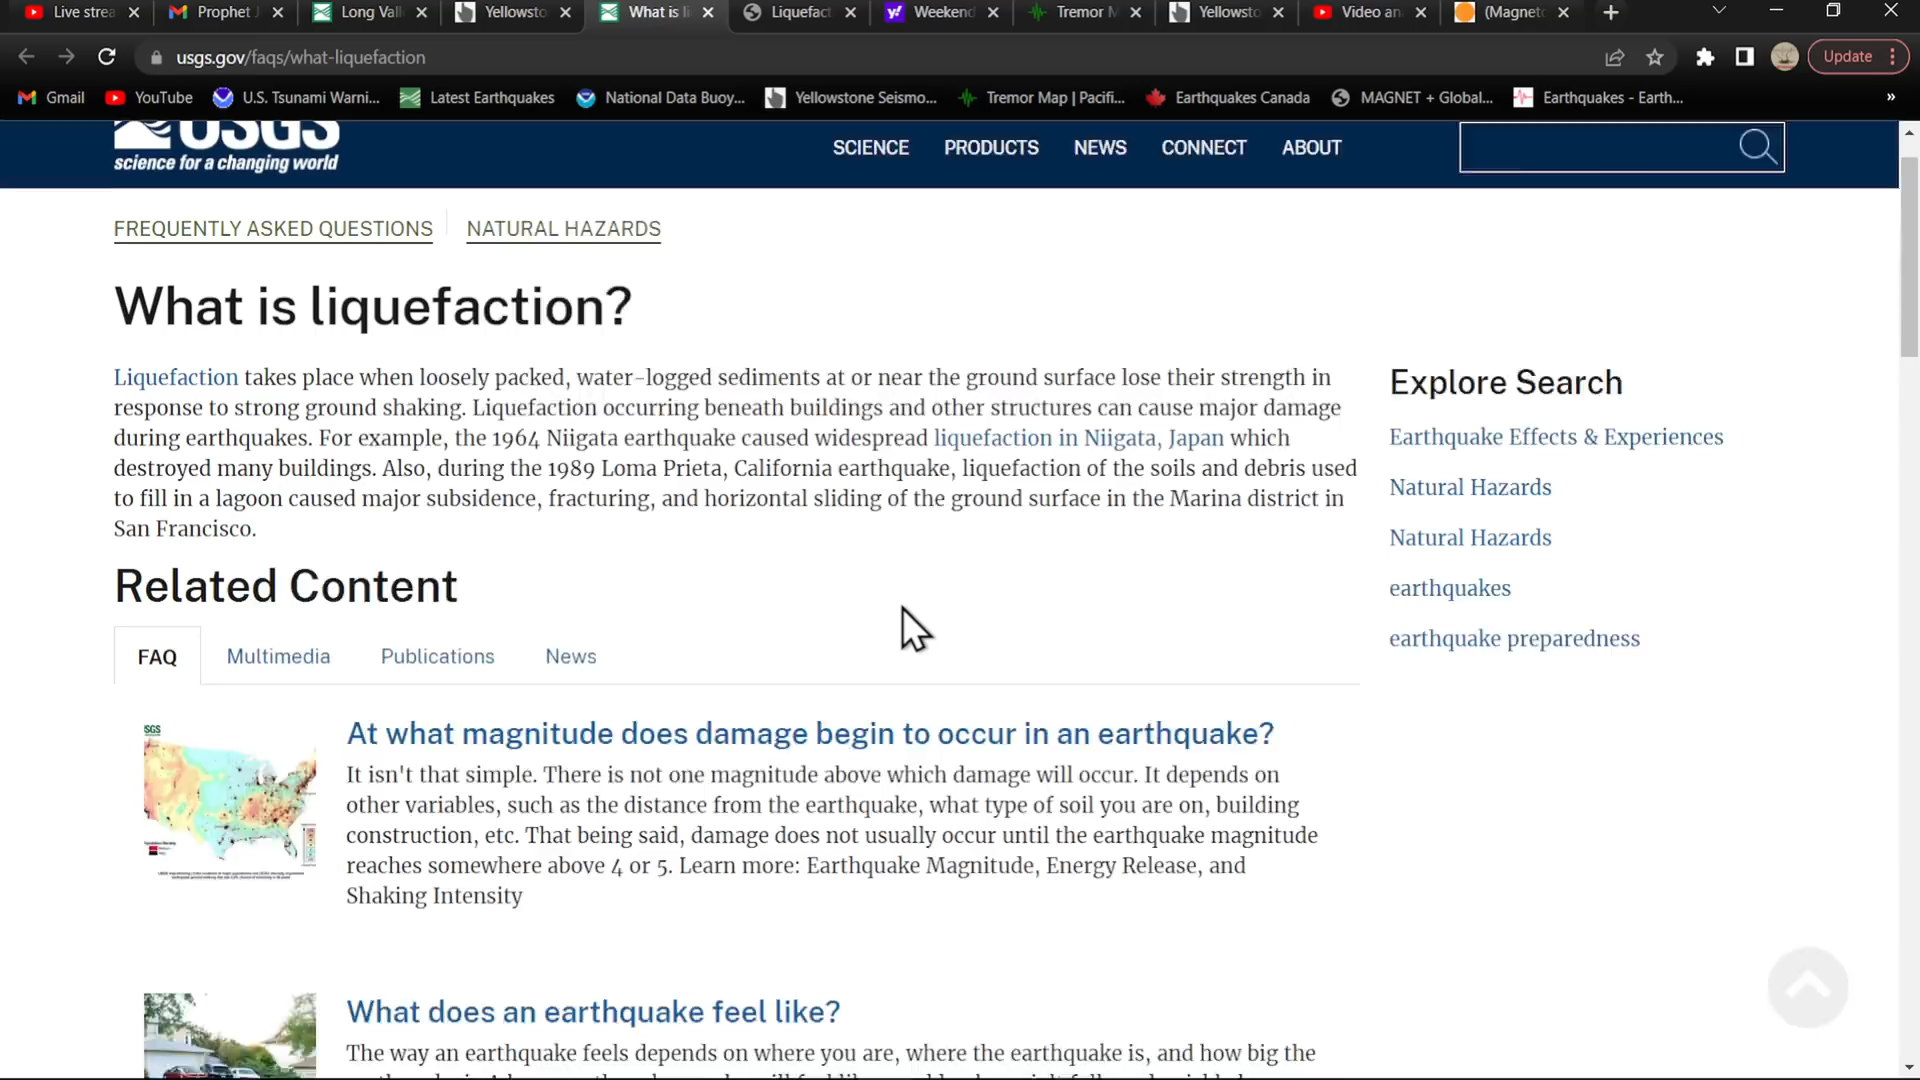 Live strea
Prophet
Long Vall
Yellowsto
What is li
Liquefact
Weekend
Tremor M
Yellowsto
Video an
(Magneto
usgs.gov/faqs/what-liquefaction
Update
Gmail
YouTube
U.S. Tsunami Warni...
Latest Earthquakes
National Data Buoy...
Yellowstone Seismo...
Tremor Map | Pacifi...
Earthquakes Canada
MAGNET + Global...
Earthquakes - Earth...
»
USGS
science for a changing world
SCIENCE
PRODUCTS
NEWS
CONNECT
ABOUT
FREQUENTLY ASKED QUESTIONS
NATURAL HAZARDS
What is liquefaction?
Liquefaction takes place when loosely packed, water-logged sediments at or near the ground surface lose their strength in
response to strong ground shaking. Liquefaction occurring beneath buildings and other structures can cause major damage
during earthquakes. For example, the 1964 Niigata earthquake caused widespread liquefaction in Niigata, Japan which
destroyed many buildings. Also, during the 1989 Loma Prieta, California earthquake, liquefaction of the soils and debris used
to fill in a lagoon caused major subsidence, fracturing, and horizontal sliding of the ground surface in the Marina district in
San Francisco.
Explore Search
Earthquake Effects & Experiences
Natural Hazards
Natural Hazards
earthquakes
earthquake preparedness
Related Content
FAQ
Multimedia
Publications
News
At what magnitude does damage begin to occur in an earthquake?
It isn't that simple. There is not one magnitude above which damage will occur. It depends on
other variables, such as the distance from the earthquake, what type of soil you are on, building
construction, etc. That being said, damage does not usually occur until the earthquake magnitude
reaches somewhere above 4 or 5. Learn more: Earthquake Magnitude, Energy Release, and
Shaking Intensity
What does an earthquake feel like?
The way an earthquake feels depends on where you are, where the earthquake is, and how big the